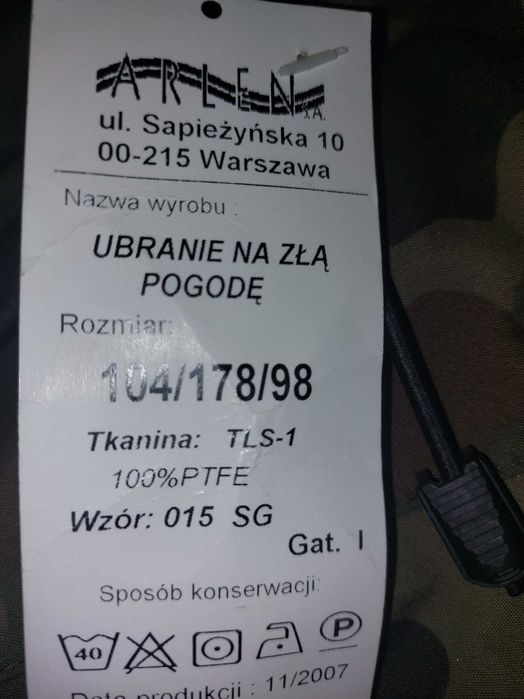 ARLEN S.A.
ul. Sapieżyńska 10
00-215 Warszawa
Nazwa wyrobu :
UBRANIE NA ZŁĄ
POGODĘ
Rozmiar:
104/178/98
Tkanina: TLS-1
100%PTFE
Wzór: 015 SG
Gat. I
Sposób konserwacji:
40 P
Data produkcji : 11/2007